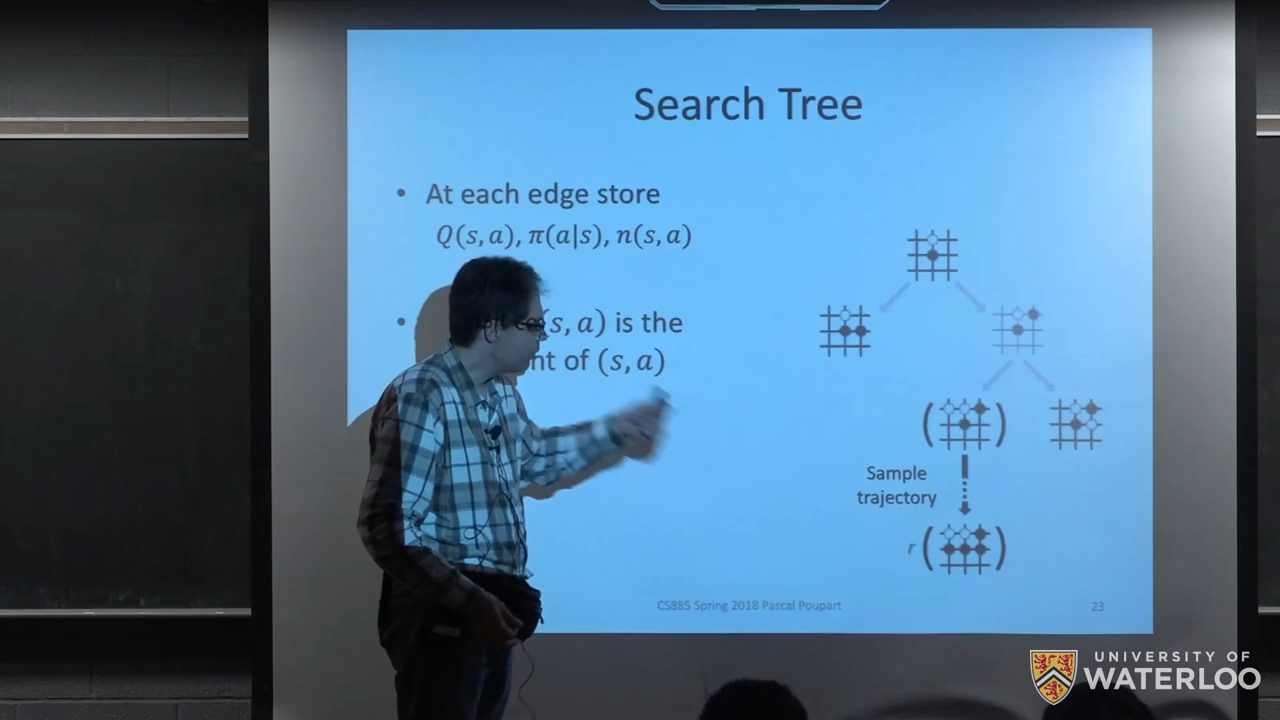 Search Tree
• At each edge store
Q(s,a), π(a|s), n(s,a)
• (s,a) is the
nt of (s,a)
Sample
trajectory
r
CS885 Spring 2018 Pascal Poupart
23
UNIVERSITY OF
WATERLOO